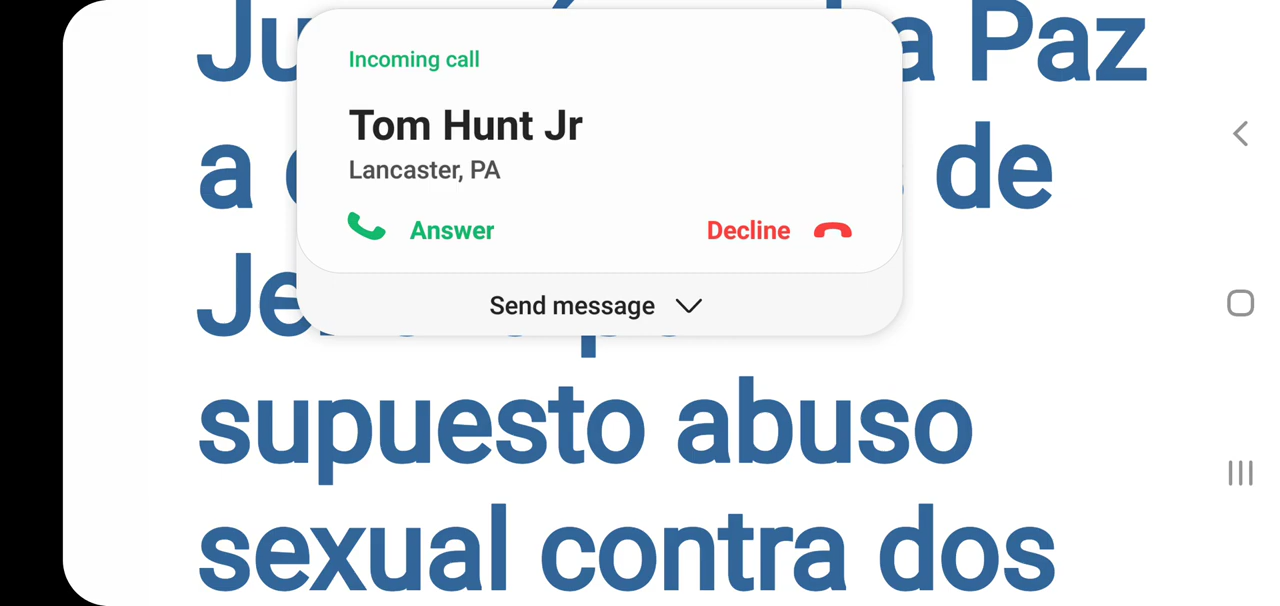 a Paz
Incoming call
Tom Hunt Jr
a
de
Lancaster, PA
Answer
Decline
Send message
supuesto abuso
sexual contra dos